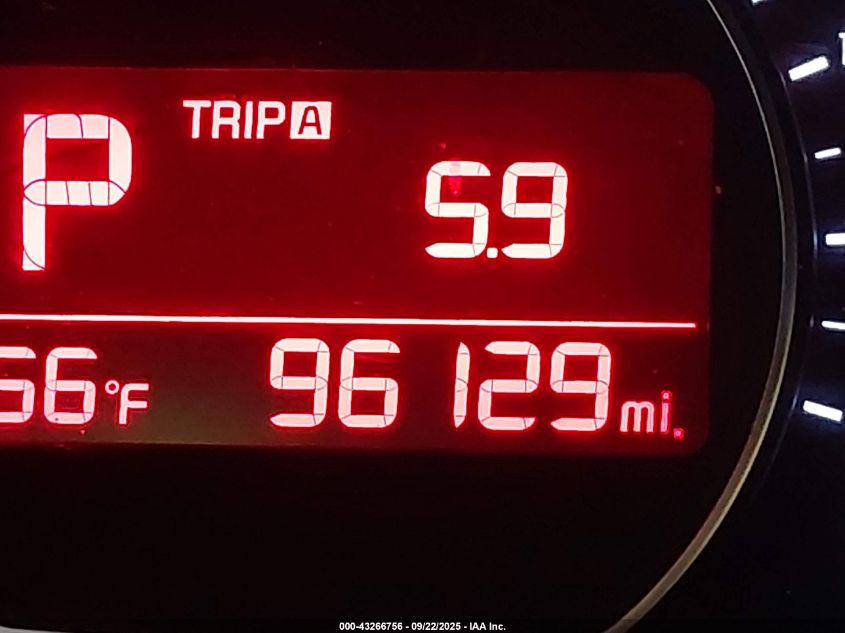 P TRIP A
5.9
56°F 96129 mi.
000-43266756 - 09/22/2025 - IAA Inc.